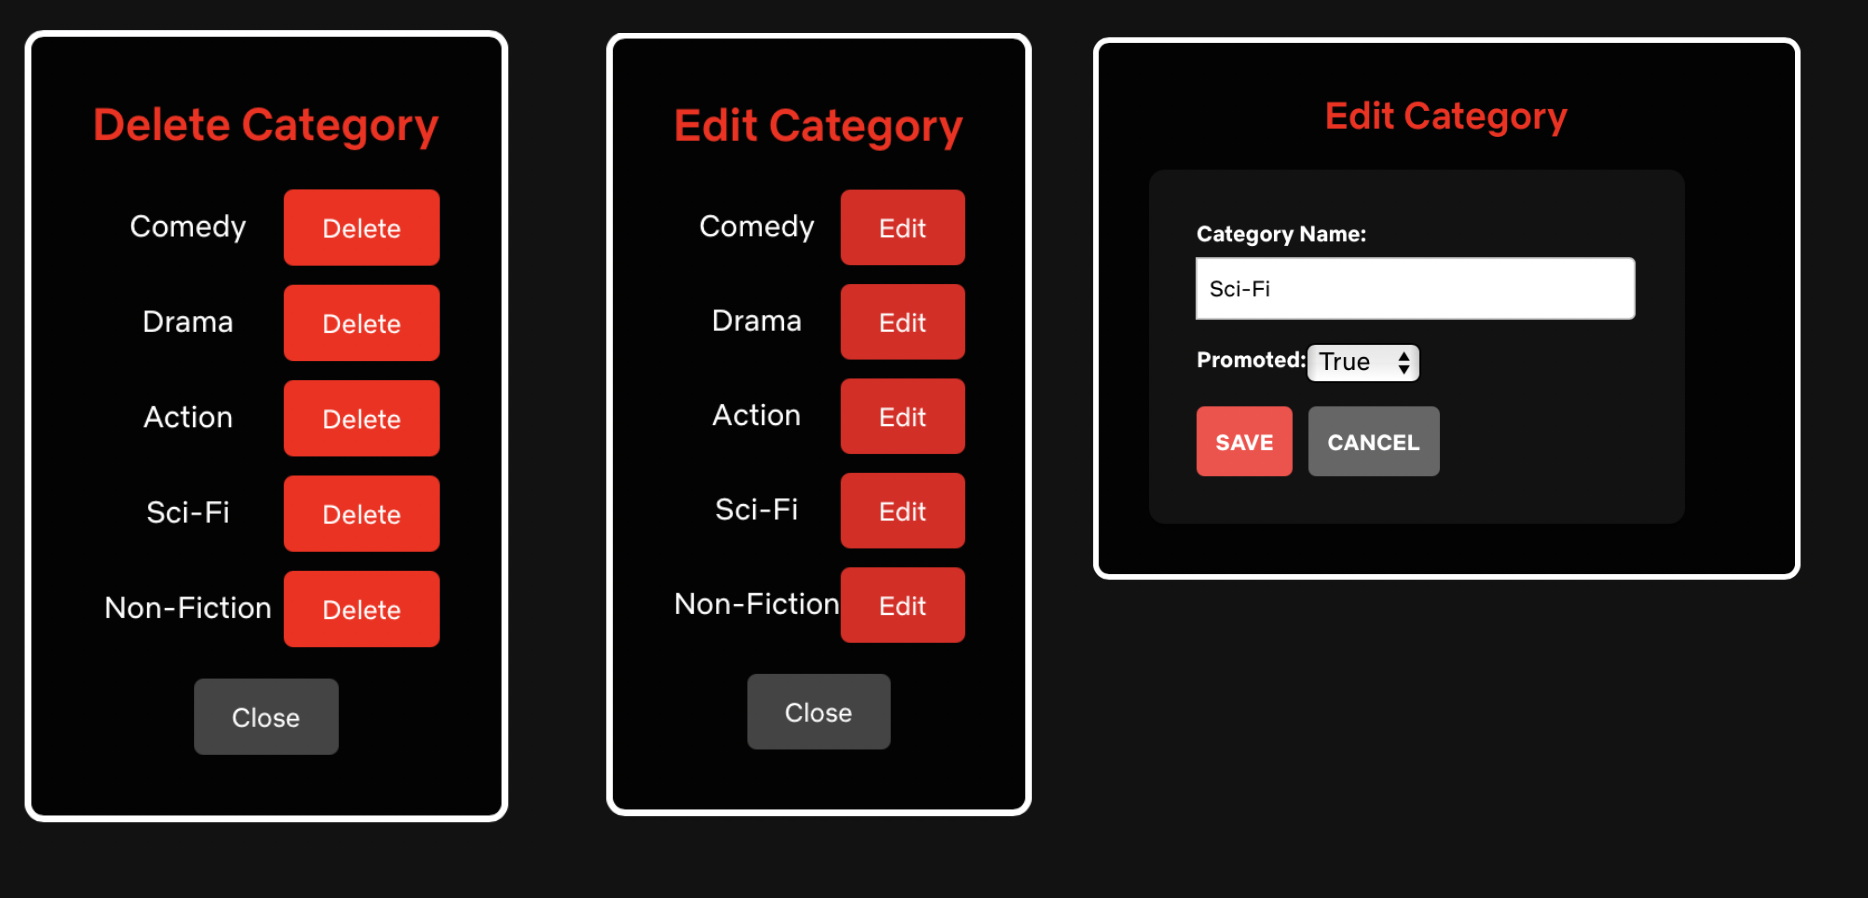 Delete Category
Comedy Delete
Drama Delete
Action Delete
Sci-Fi Delete
Non-Fiction Delete
Close
Edit Category
Comedy Edit
Drama Edit
Action Edit
Sci-Fi Edit
Non-Fiction Edit
Close
Edit Category
Category Name:
Sci-Fi
Promoted: True
SAVE CANCEL